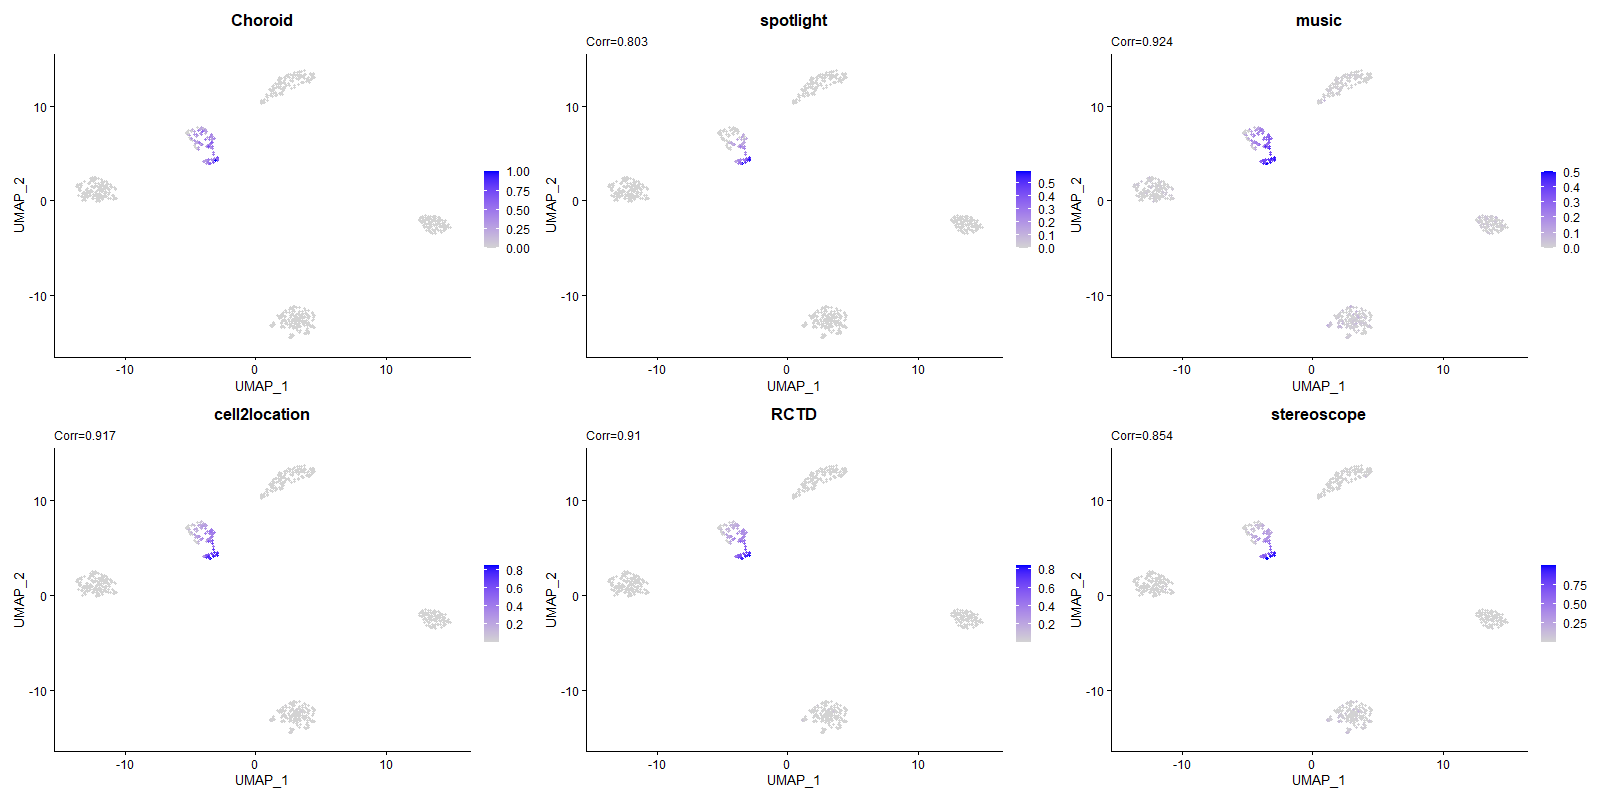 Choroid
10
0
-10
-10
0
10
UMAP_1
UMAP_2
1.00
0.75
0.50
0.25
0.00
spotlight
Corr=0.803
10
0
-10
-10
0
10
UMAP_1
UMAP_2
0.5
0.4
0.3
0.2
0.1
0.0
music
Corr=0.924
10
0
-10
-10
0
10
UMAP_1
UMAP_2
0.5
0.4
0.3
0.2
0.1
0.0
cell2location
Corr=0.917
10
0
-10
-10
0
10
UMAP_1
UMAP_2
0.8
0.6
0.4
0.2
RCTD
Corr=0.91
10
0
-10
-10
0
10
UMAP_1
UMAP_2
0.8
0.6
0.4
0.2
stereoscope
Corr=0.854
10
0
-10
-10
0
10
UMAP_1
UMAP_2
0.75
0.50
0.25